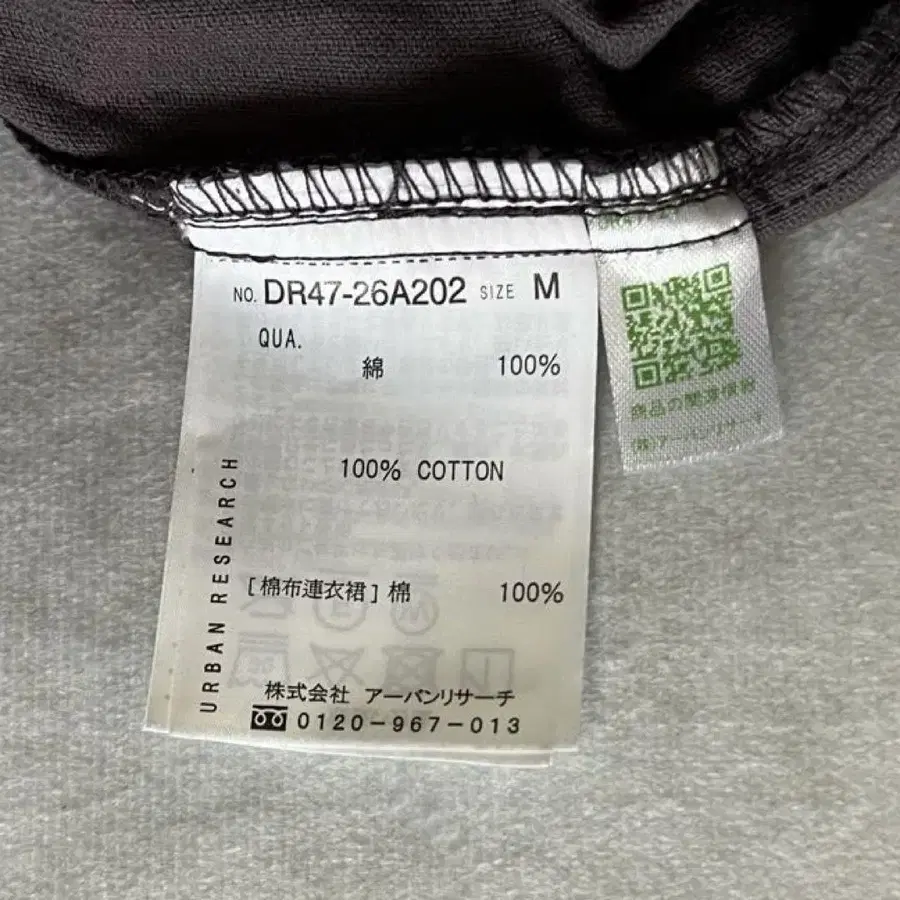 NO. DR47-26A202 SIZE M
QUA.
綿 100%
100% COTTON
[棉布連衣裙] 棉 100%
URBAN RESEARCH
株式会社 アーバンリサーチ
0120-967-013
商品の関連情報
(株)アーバンリサーチ